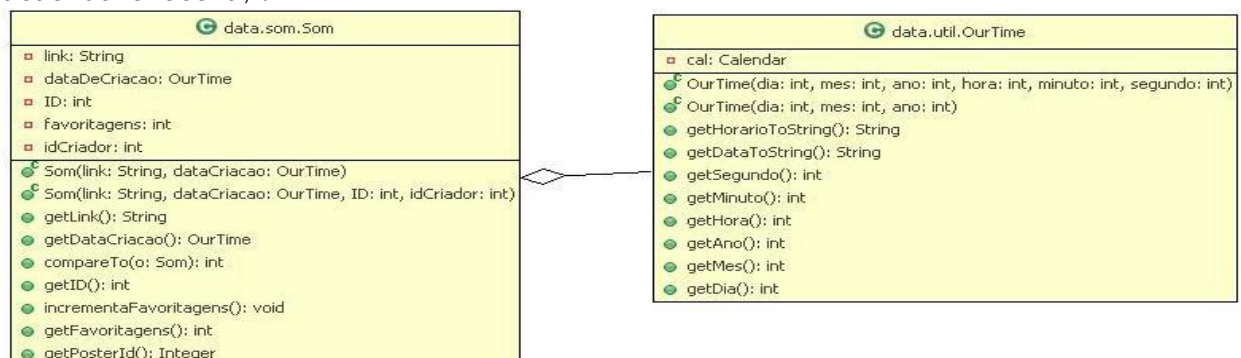 data.som.Som
link: String
dataDeCriacao: OurTime
ID: int
favoritagens: int
idCriador: int
Som(link: String, dataCriacao: OurTime)
Som(link: String, dataCriacao: OurTime, ID: int, idCriador: int)
getLink(): String
getDataCriacao(): OurTime
compareTo(o: Som): int
getID(): int
incrementaFavoritagens(): void
getFavoritagens(): int
getPosterId(): Integer
data.util.OurTime
cal: Calendar
OurTime(dia: int, mes: int, ano: int, hora: int, minuto: int, segundo: int)
OurTime(dia: int, mes: int, ano: int)
getHorarioToString(): String
getDataToString(): String
getSegundo(): int
getMinuto(): int
getHora(): int
getAno(): int
getMes(): int
getDia(): int